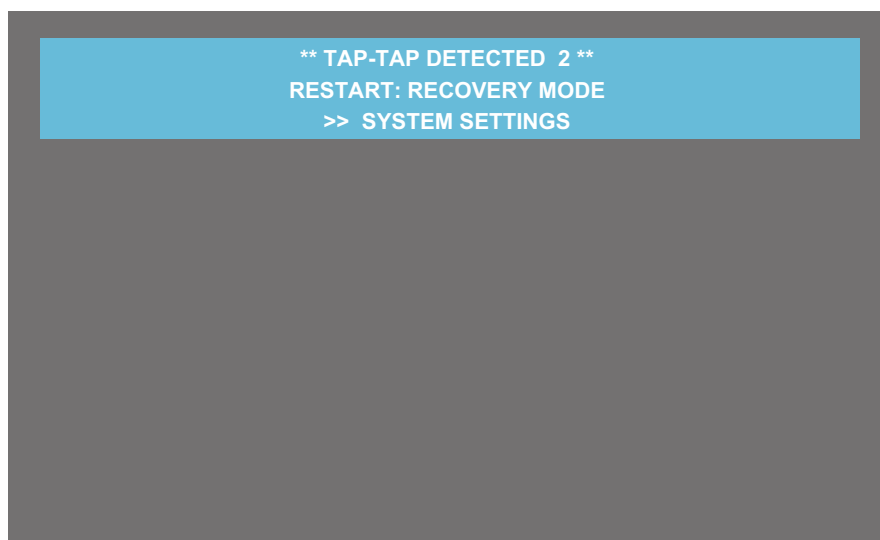 ** TAP-TAP DETECTED  2 **
RESTART: RECOVERY MODE
>>  SYSTEM SETTINGS